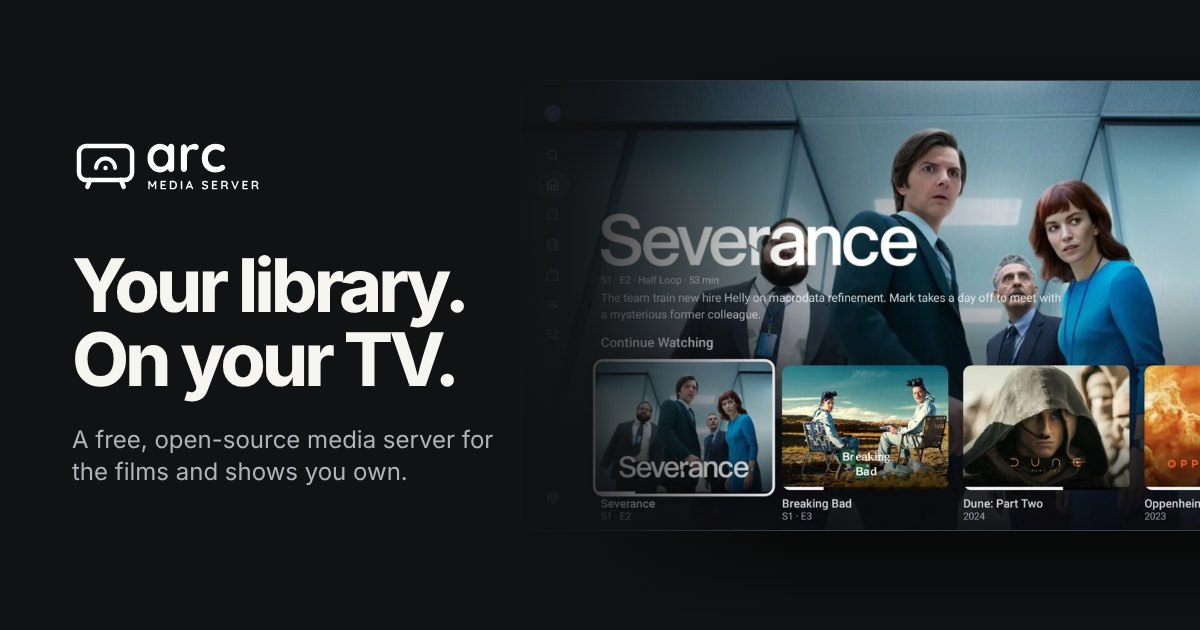 arc
MEDIA SERVER
Your library.
On your TV.
A free, open-source media server for
the films and shows you own.
Severance
S1 · E2 · Half Loop · 53 min
The team train new hire Helly on macrodata refinement. Mark takes a day off to meet with
a mysterious former colleague.
Continue Watching
Severance
Breaking
Bad
DUNE
OPP
Severance
S1 · E2
Breaking Bad
S1 · E3
Dune: Part Two
2024
Oppenhein
2023